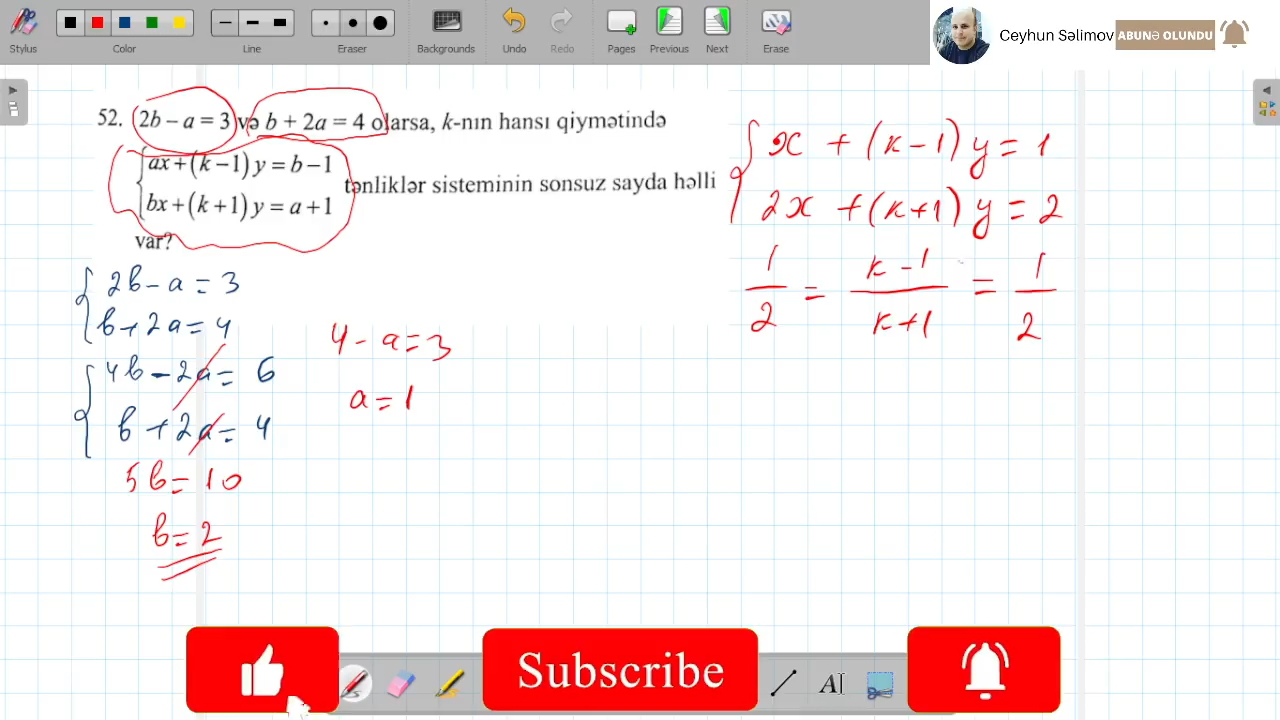 Stylus
Color
Line
Eraser
Backgrounds
Undo
Redo
Pages
Previous
Next
Erase
Ceyhun Səlimov
ABUNƏ OLUNDU
52. 2b − a = 3 və b + 2a = 4 olarsa, k-nın hansı qiymətində
ax + (k − 1) y = b − 1
bx + (k + 1) y = a + 1
tənliklər sisteminin sonsuz sayda həlli
var?
2b − a = 3
b + 2a = 4
4b − 2a = 6
b + 2a = 4
5b = 10
b = 2
4 − a = 3
a = 1
x + (k − 1) y = 1
2x + (k + 1) y = 2
1/2 = (k − 1)/(k + 1) = 1/2
Subscribe
A